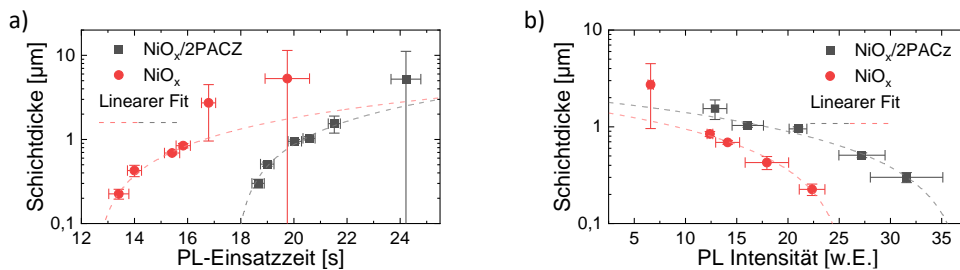 a)
Schichtdicke [µm]
10
1
0,1
NiOx/2PACZ
NiOx
Linearer Fit
12 14 16 18 20 22 24
PL-Einsatzzeit [s]
b)
Schichtdicke [µm]
10
1
0,1
NiOx/2PACz
NiOx
Linearer Fit
5 10 15 20 25 30 35
PL Intensität [w.E.]